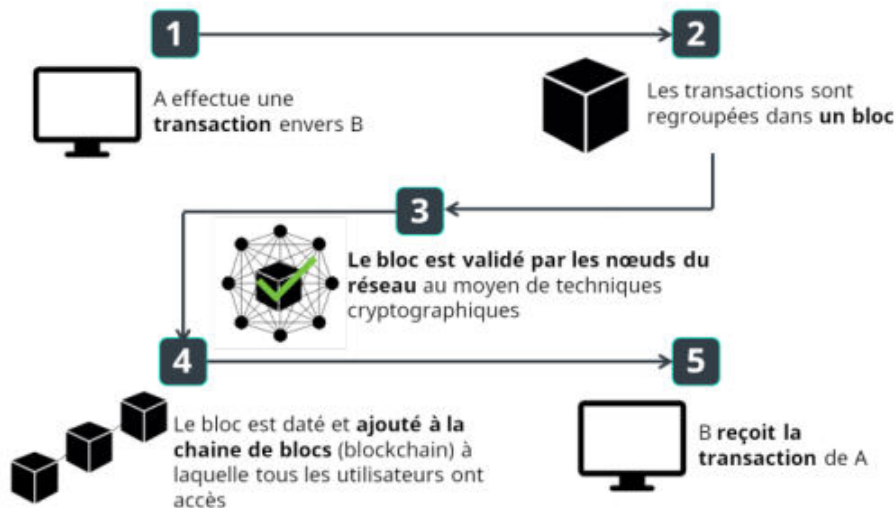 1
A effectue une
transaction envers B
2
Les transactions sont
regroupées dans un bloc
3
Le bloc est validé par les nœuds du
réseau au moyen de techniques
cryptographiques
4
Le bloc est daté et ajouté à la
chaine de blocs (blockchain) à
laquelle tous les utilisateurs ont
accès
5
B reçoit la
transaction de A